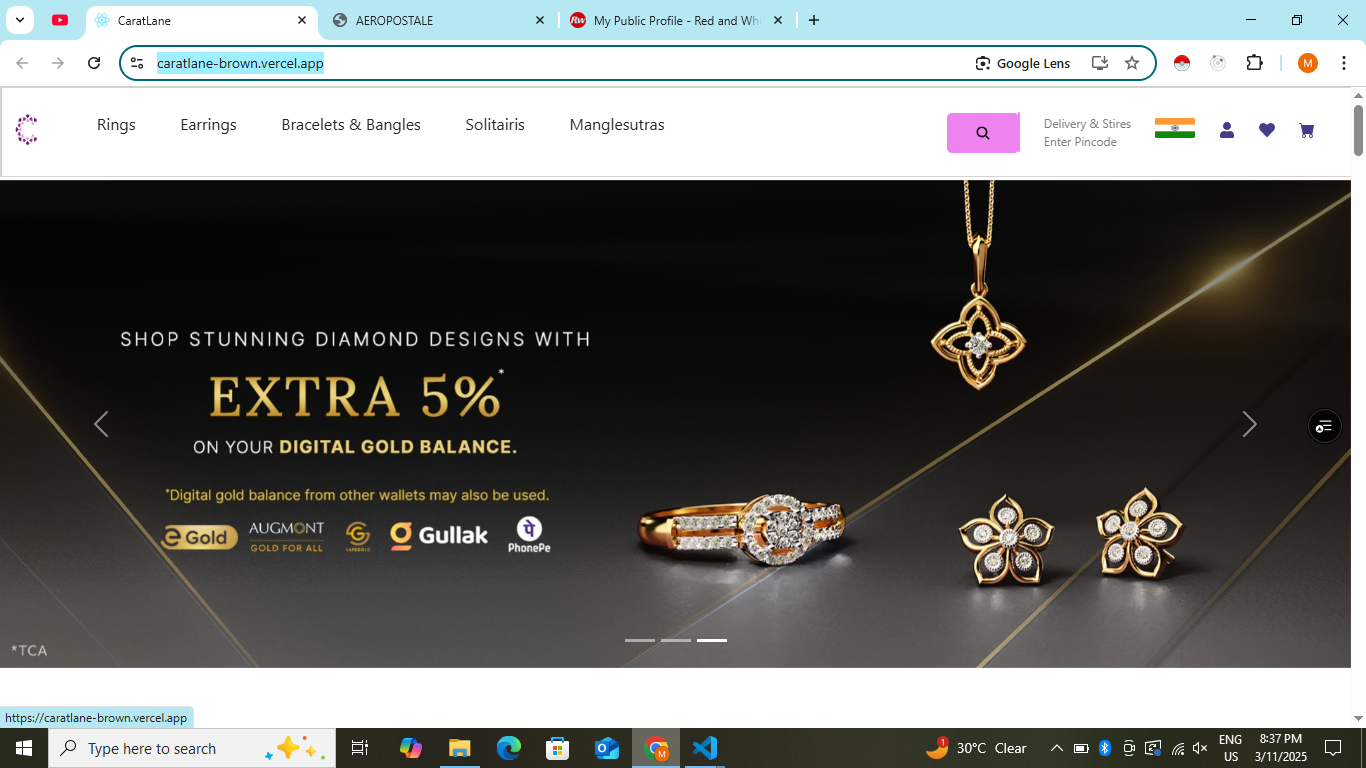 CaratLane
AEROPOSTALE
My Public Profile - Red and Whi
caratlane-brown.vercel.app
Google Lens
M
Rings
Earrings
Bracelets & Bangles
Solitairis
Manglesutras
Delivery & Stires
Enter Pincode
SHOP STUNNING DIAMOND DESIGNS WITH
EXTRA 5%*
ON YOUR DIGITAL GOLD BALANCE.
*Digital gold balance from other wallets may also be used.
e Gold
AUGMONT
GOLD FOR ALL
SAFEGOLD
Gullak
पे
PhonePe
*TCA
https://caratlane-brown.vercel.app
Type here to search
1
30°C Clear
ENG
US
8:37 PM
3/11/2025